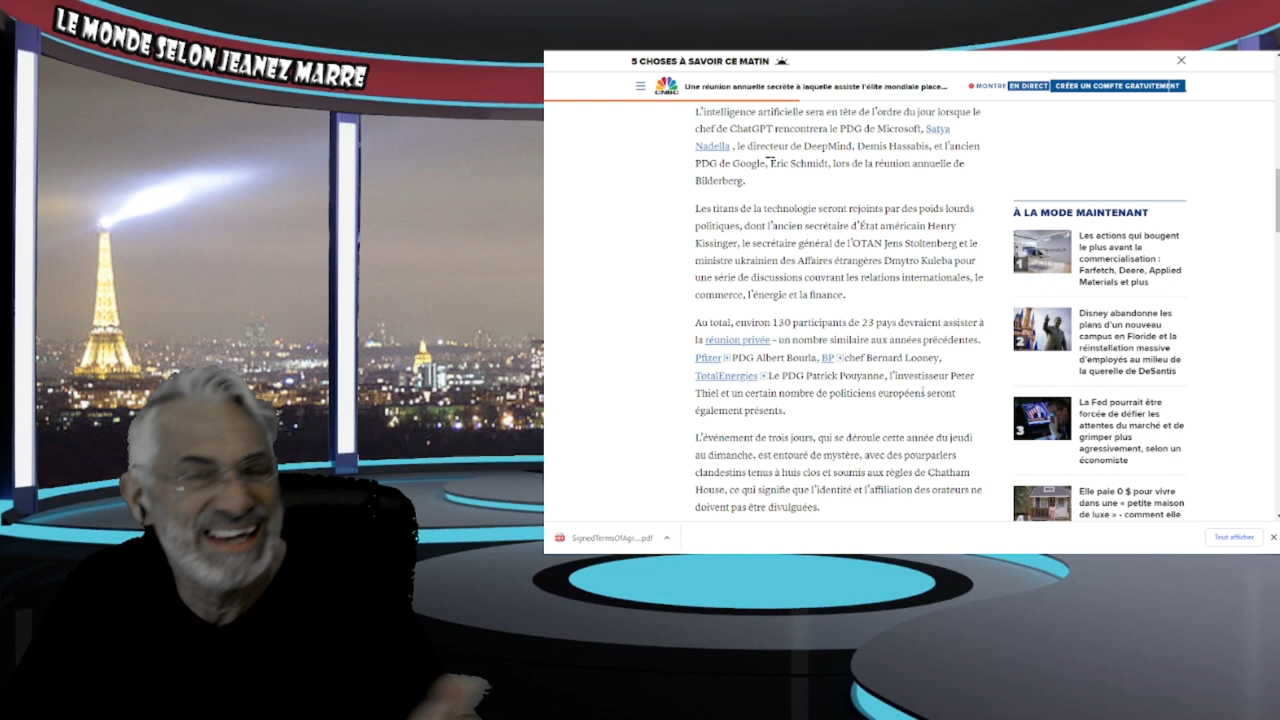 LE MONDE SELON JEANEZ MARRE
5 CHOSES À SAVOIR CE MATIN
CNBC
Une réunion annuelle secrète à laquelle assiste l'élite mondiale place...
MONTRE EN DIRECT
CRÉER UN COMPTE GRATUITEMENT
L'intelligence artificielle sera en tête de l'ordre du jour lorsque le
chef de ChatGPT rencontrera le PDG de Microsoft, Satya
Nadella , le directeur de DeepMind, Demis Hassabis, et l'ancien
PDG de Google, Eric Schmidt, lors de la réunion annuelle de
Bilderberg.
Les titans de la technologie seront rejoints par des poids lourds
politiques, dont l'ancien secrétaire d'État américain Henry
Kissinger, le secrétaire général de l'OTAN Jens Stoltenberg et le
ministre ukrainien des Affaires étrangères Dmytro Kuleba pour
une série de discussions couvrant les relations internationales, le
commerce, l'énergie et la finance.
Au total, environ 130 participants de 23 pays devraient assister à
la réunion privée – un nombre similaire aux années précédentes.
Pfizer PDG Albert Bourla, BP chef Bernard Looney,
TotalEnergies Le PDG Patrick Pouyanne, l'investisseur Peter
Thiel et un certain nombre de politiciens européens seront
également présents.
L'événement de trois jours, qui se déroule cette année du jeudi
au dimanche, est entouré de mystère, avec des pourparlers
clandestins tenus à huis clos et soumis aux règles de Chatham
House, ce qui signifie que l'identité et l'affiliation des orateurs ne
doivent pas être divulguées.
À LA MODE MAINTENANT
1
Les actions qui bougent
le plus avant la
commercialisation :
Farfetch, Deere, Applied
Materials et plus
2
Disney abandonne les
plans d'un nouveau
campus en Floride et la
réinstallation massive
d'employés au milieu de
la querelle de DeSantis
3
La Fed pourrait être
forcée de défier les
attentes du marché et de
grimper plus
agressivement, selon un
économiste
Elle paie 0 $ pour vivre
dans une « petite maison
de luxe » - comment elle
SignedTermsOfAgr....pdf
Tout afficher